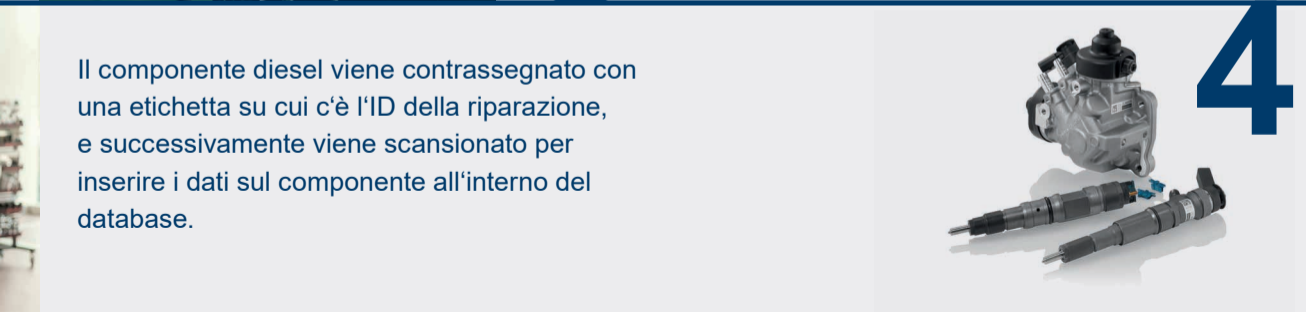 Il componente diesel viene contrassegnato con
una etichetta su cui c‘è l‘ID della riparazione,
e successivamente viene scansionato per
inserire i dati sul componente all‘interno del
database.
4